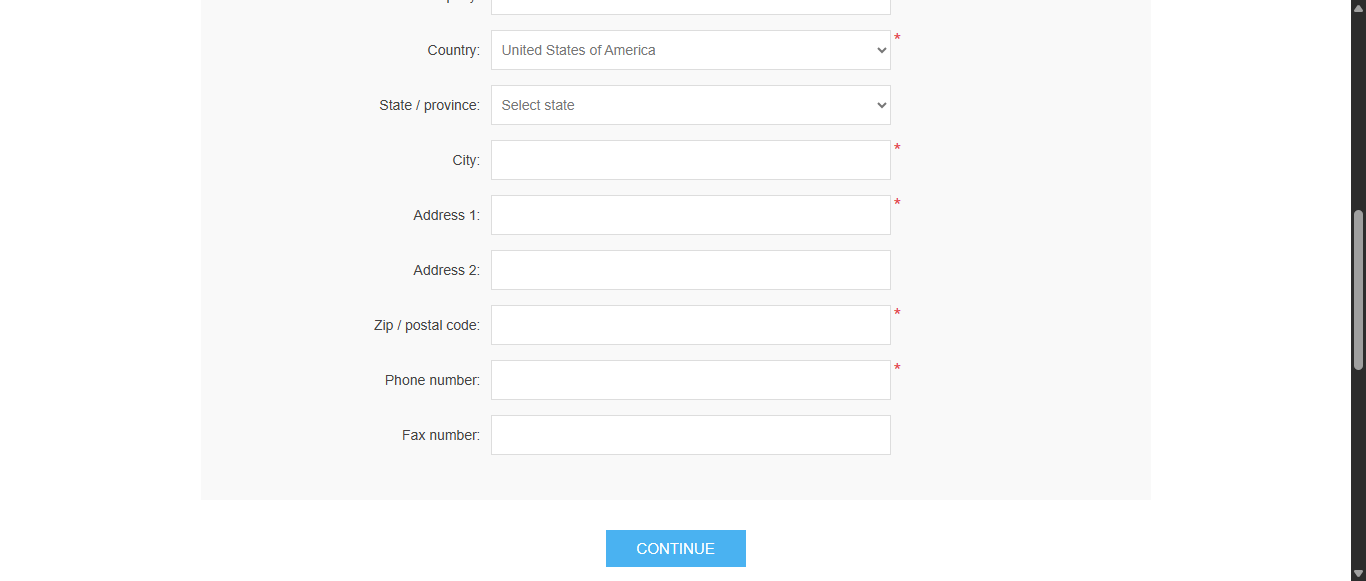 Country: United States of America *
State / province: Select state
City: *
Address 1: *
Address 2:
Zip / postal code: *
Phone number: *
Fax number:
CONTINUE